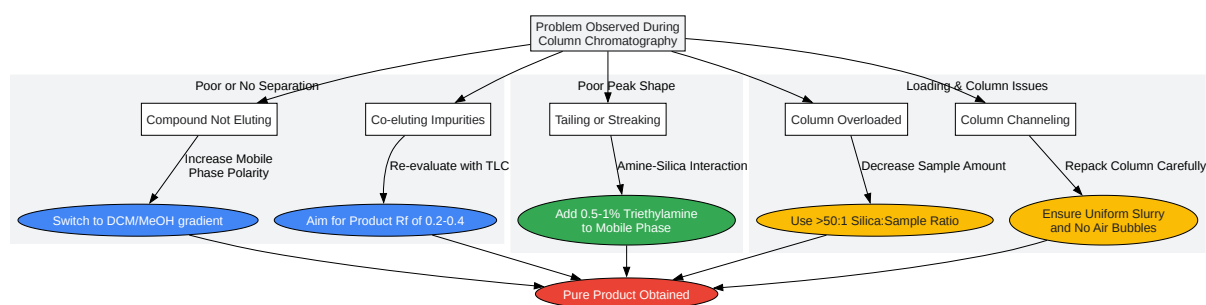 Problem Observed During
Column Chromatography
Poor or No Separation
Poor Peak Shape
Loading & Column Issues
Compound Not Eluting
Co-eluting Impurities
Tailing or Streaking
Column Overloaded
Column Channeling
Increase Mobile
Phase Polarity
Re-evaluate with TLC
Amine-Silica Interaction
Decrease Sample Amount
Repack Column Carefully
Switch to DCM/MeOH gradient
Aim for Product Rf of 0.2-0.4
Add 0.5-1% Triethylamine
to Mobile Phase
Use >50:1 Silica:Sample Ratio
Ensure Uniform Slurry
and No Air Bubbles
Pure Product Obtained